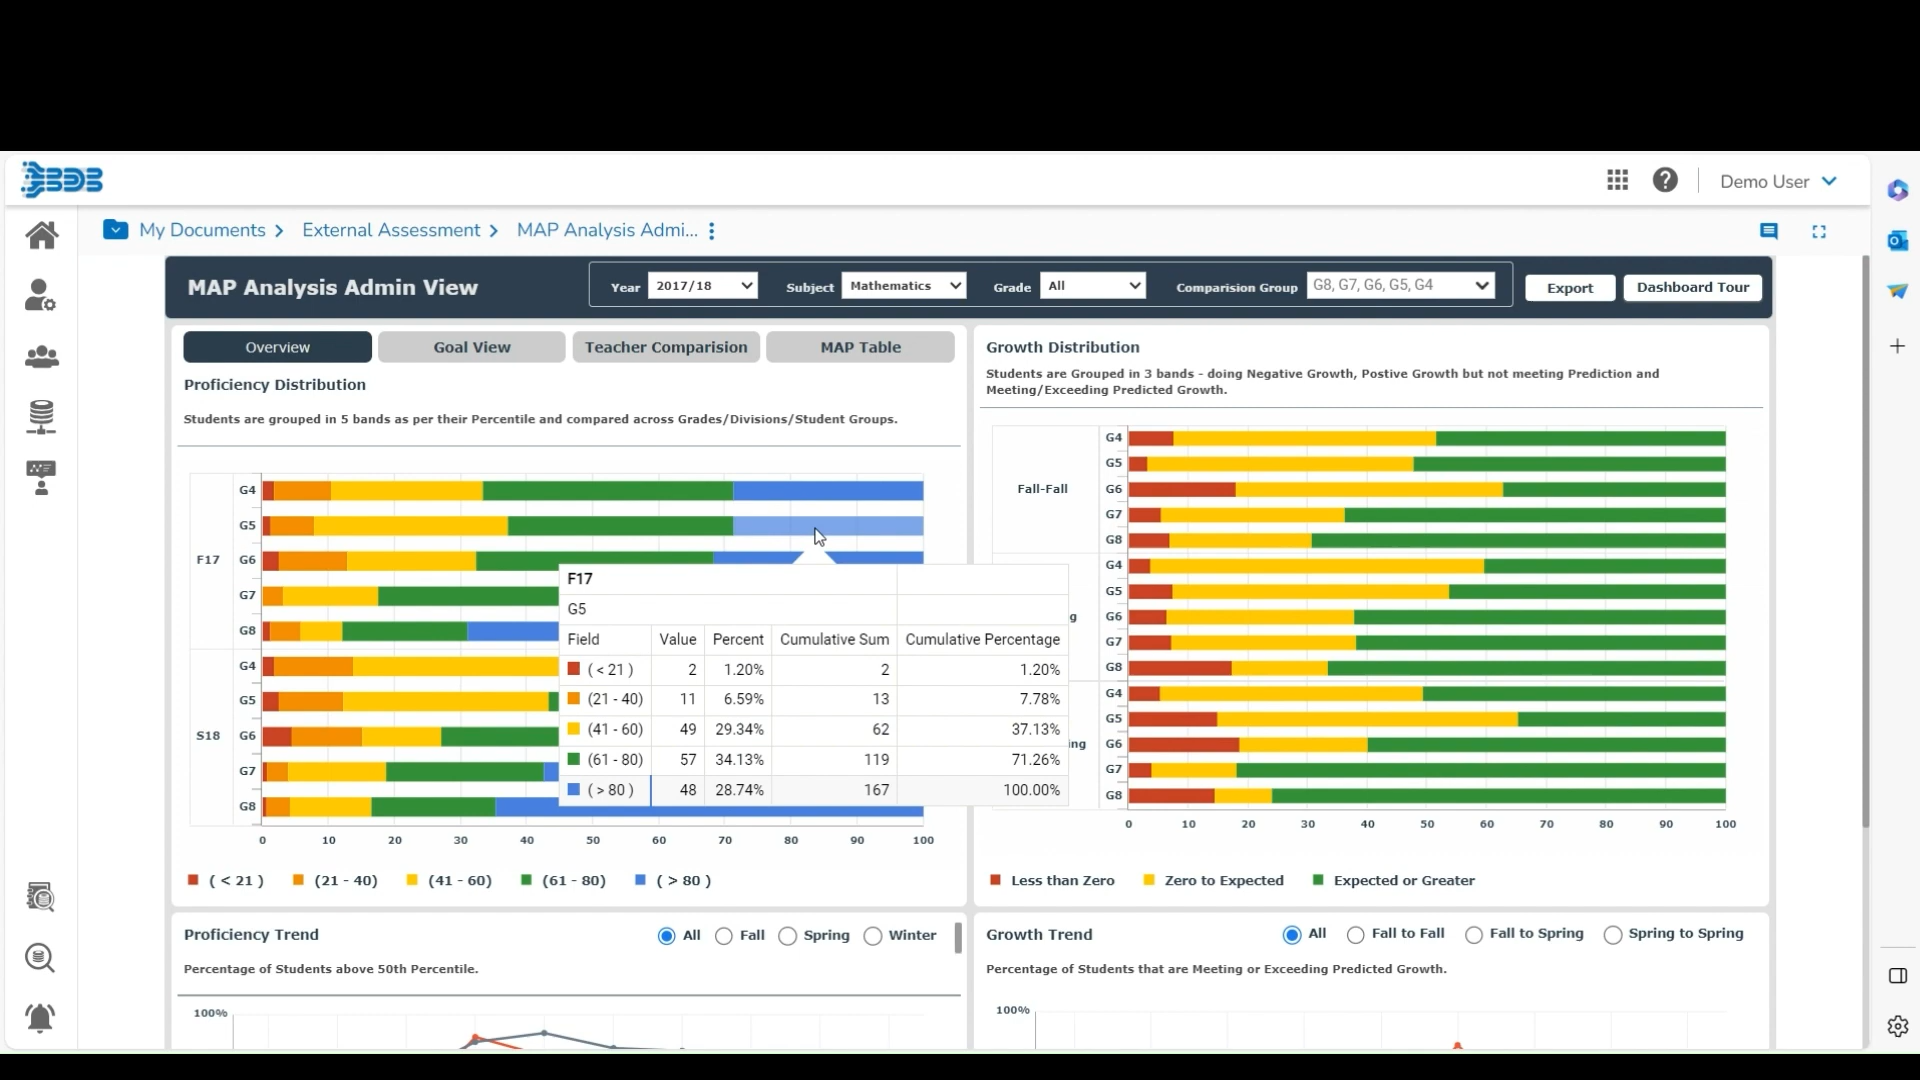 BDB
Demo User
My Documents
External Assessment
MAP Analysis Admi...
MAP Analysis Admin View
Year
2017/18
Subject
Mathematics
Grade
All
Comparision Group
G8, G7, G6, G5, G4
Export
Dashboard Tour
Overview
Goal View
Teacher Comparision
MAP Table
Proficiency Distribution
Students are grouped in 5 bands as per their Percentile and compared across Grades/Divisions/Student Groups.
F17
G4
G5
G6
G7
G8
S18
G4
G5
G6
G7
G8
0 10 20 30 40 50 60 70 80 90 100
( < 21 ) (21 - 40) (41 - 60) (61 - 80) ( > 80 )
F17
G5
Field Value Percent Cumulative Sum Cumulative Percentage
( < 21 ) 2 1.20% 2 1.20%
(21 - 40) 11 6.59% 13 7.78%
(41 - 60) 49 29.34% 62 37.13%
(61 - 80) 57 34.13% 119 71.26%
( > 80 ) 48 28.74% 167 100.00%
Growth Distribution
Students are Grouped in 3 bands - doing Negative Growth, Postive Growth but not meeting Prediction and
Meeting/Exceeding Predicted Growth.
Fall-Fall
G4
G5
G6
G7
G8
g
G4
G5
G6
G7
G8
ing
G4
G5
G6
G7
G8
0 10 20 30 40 50 60 70 80 90 100
Less than Zero Zero to Expected Expected or Greater
Proficiency Trend
All Fall Spring Winter
Percentage of Students above 50th Percentile.
100%
Growth Trend
All Fall to Fall Fall to Spring Spring to Spring
Percentage of Students that are Meeting or Exceeding Predicted Growth.
100%